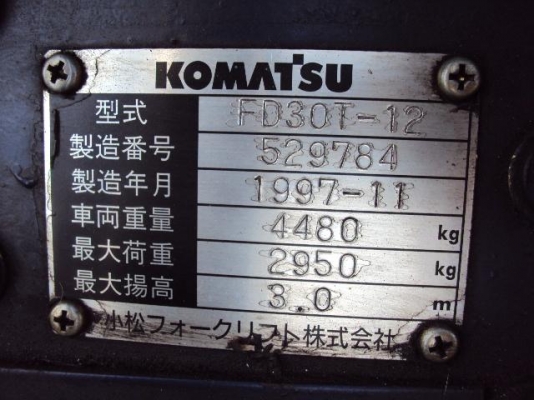 KOMATSU
型式 FD30T-12
製造番号 529784
製造年月 1997-11
車両重量 4480 kg
最大荷重 2950 kg
最大揚高 3.0 m
小松フォークリフト株式会社